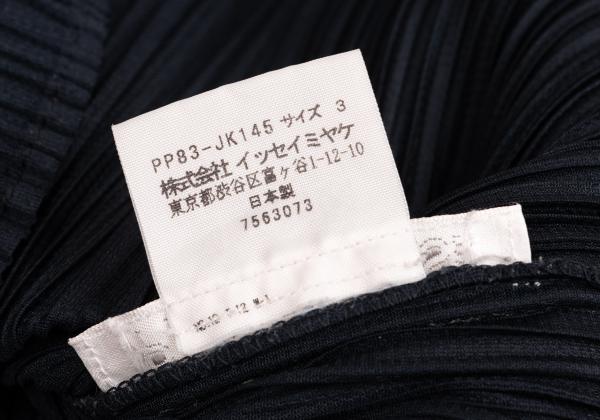 PP83-JK145 サイズ 3
株式会社 イッセイミヤケ
東京都渋谷区富ヶ谷1-12-10
日本製
7563073